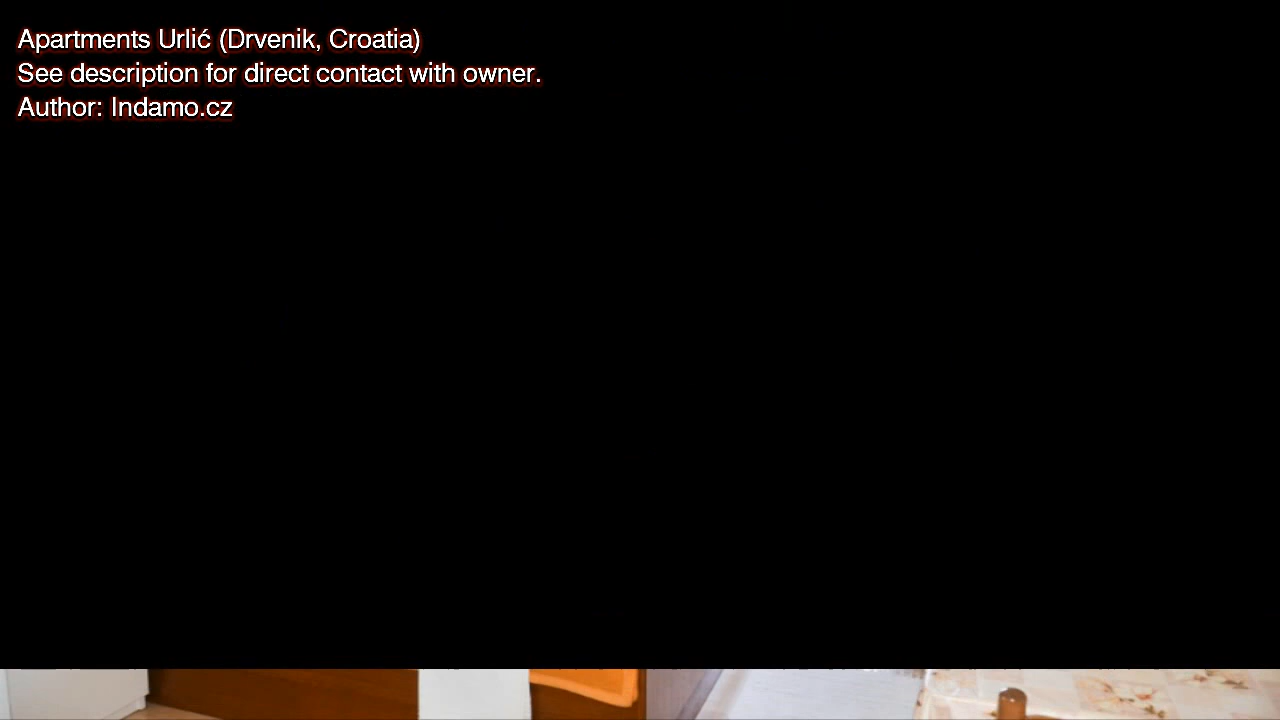 Apartments Urlić (Drvenik, Croatia)
See description for direct contact with owner.
Author: Indamo.cz